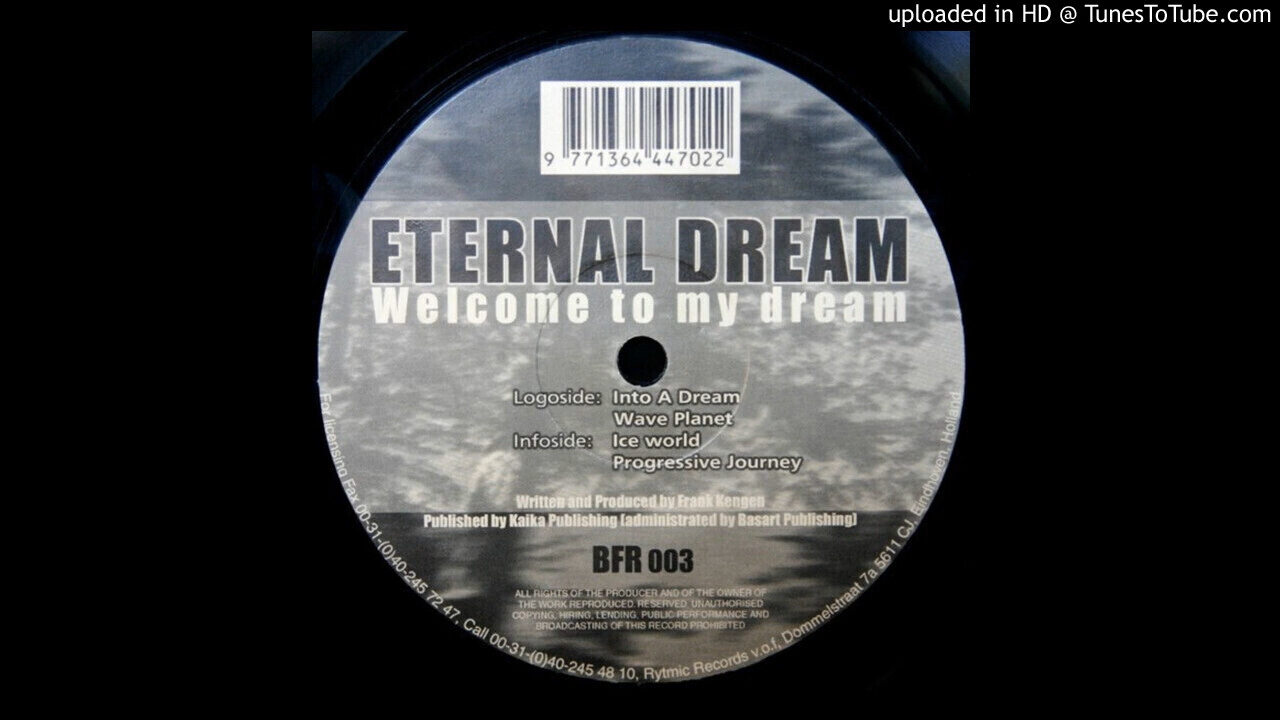 uploaded in HD @ TunesToTube.com
9 771364 447022
ETERNAL DREAM
Welcome to my dream
Logoside: Into A Dream
Wave Planet
Infoside: Ice world
Progressive Journey
Written and Produced by Frank Kengen
Published by Kaika Publishing (administrated by Basart Publishing)
BFR 003
ALL RIGHTS OF THE PRODUCER AND OF THE OWNER OF
THE WORK REPRODUCED. RESERVED. UNAUTHORISED
COPYING, HIRING, LENDING, PUBLIC PERFORMANCE AND
BROADCASTING OF THIS RECORD PROHIBITED
For licensing Fax 00-31-(0)40-245 72 47, Call 00-31-(0)40-245 48 10, Rytmic Records v.o.f, Dommelstraat 7a 5611 CJ, Eindhoven, Holland